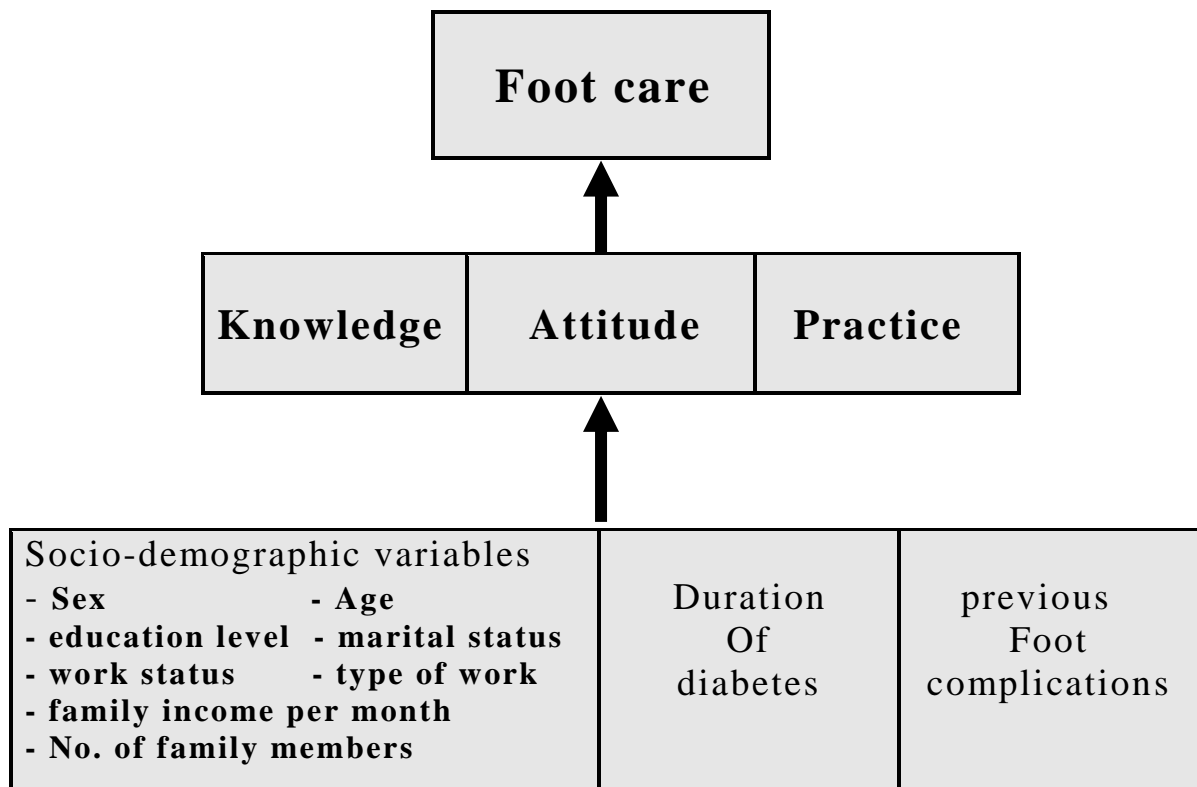 Foot care
Knowledge
Attitude
Practice
Socio-demographic variables
- Sex - Age
- education level - marital status
- work status - type of work
- family income per month
- No. of family members
Duration
Of
diabetes
previous
Foot
complications